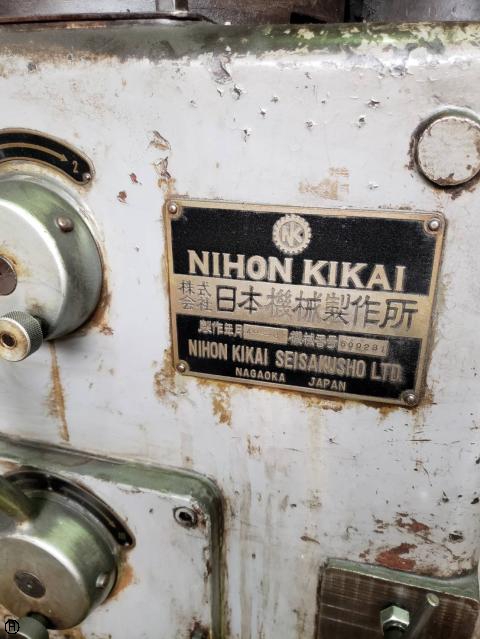 2
NK
NIHON KIKAI
株式会社 日本機械製作所
製作年月 機械番号
NIHON KIKAI SEISAKUSHO LTD.
NAGAOKA JAPAN